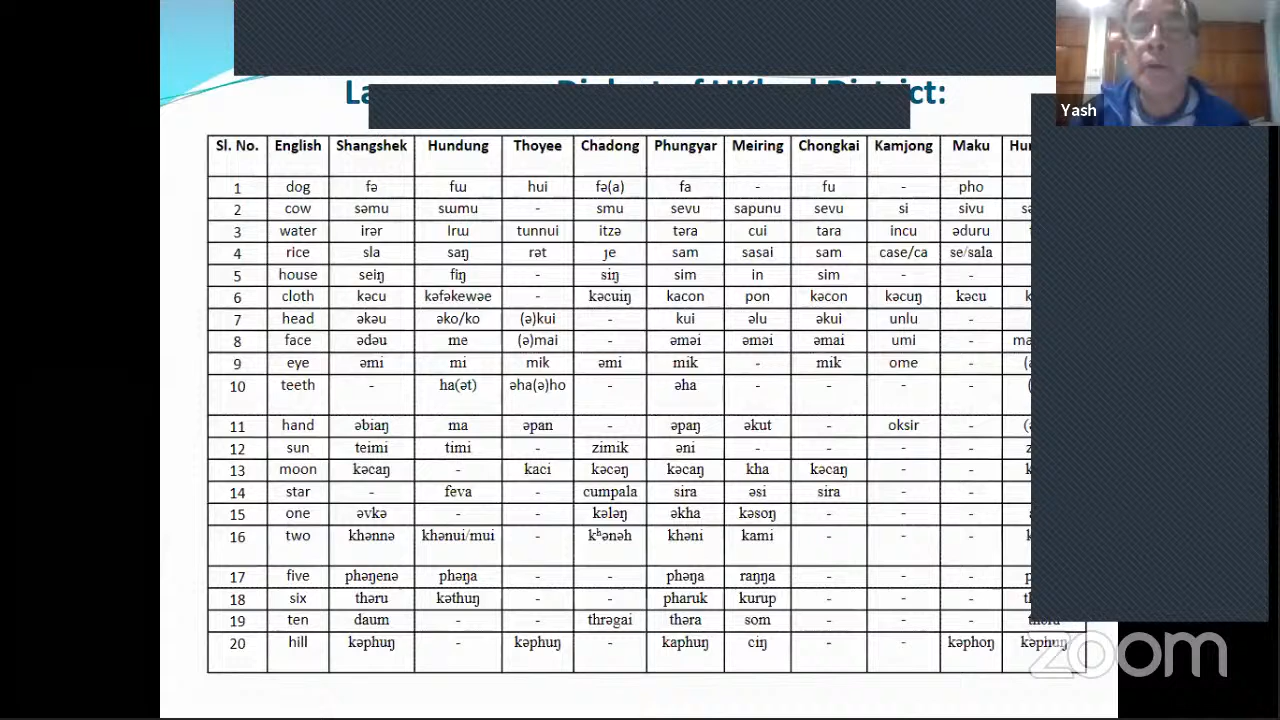 District:
Yash
Sl. No. English Shangshek Hundung Thoyee Chadong Phungyar Meiring Chongkai Kamjong Maku
1 dog fə fɯ hui fə(a) fa - fu - pho
2 cow səmu sɯmu - smu sevu sapunu sevu si sivu
3 water irər Irɯ tunnui itzə təra cui tara incu əduru
4 rice sla saŋ rət ɟe sam sasai sam case/ca se/sala
5 house seiŋ fiŋ - siŋ sim in sim - -
6 cloth kəcu kəfəkewəe - kəcuiŋ kacon pon kəcon kəcuŋ kəcu
7 head əkəu əko/ko (ə)kui - kui əlu əkui unlu -
8 face ədəu me (ə)mai - əməi əməi əmai umi -
9 eye əmi mi mik əmi mik - mik ome -
10 teeth - ha(ət) əha(ə)ho - əha - - - -
11 hand əbiaŋ ma əpan - əpaŋ əkut - oksir -
12 sun teimi timi - zimik əni - - - -
13 moon kəcaŋ - kaci kəcəŋ kəcaŋ kha kəcaŋ - -
14 star - feva - cumpala sira əsi sira - -
15 one əvkə - - kələŋ əkha kəsoŋ - - -
16 two khənnə khənui/mui - kʰənəh khəni kami - - -
17 five phəŋenə phəŋa - - phəŋa raŋŋa - - -
18 six thəru kəthuŋ - - pharuk kurup - - -
19 ten daum - - thrəgai thəra som - - -
20 hill kəphuŋ - kəphuŋ - kaphuŋ ciŋ - - kəphoŋ kəphuŋ
zoom